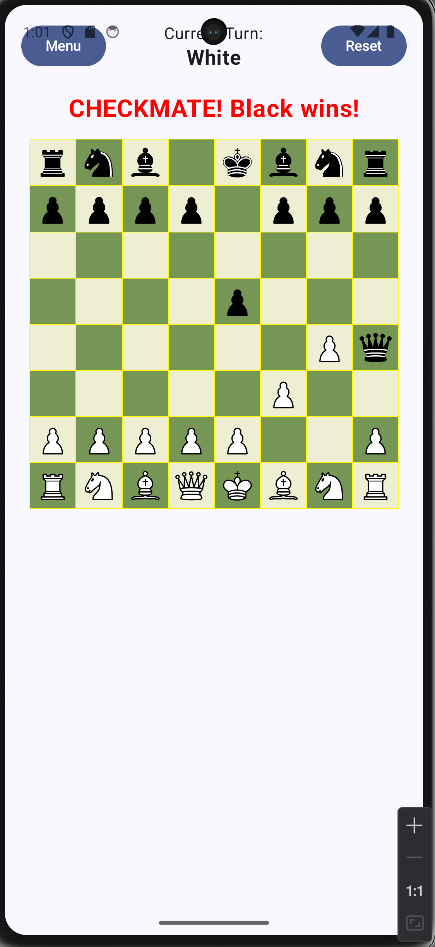 1:01
Current Turn:
Menu
White
Reset
CHECKMATE! Black wins!
1:1